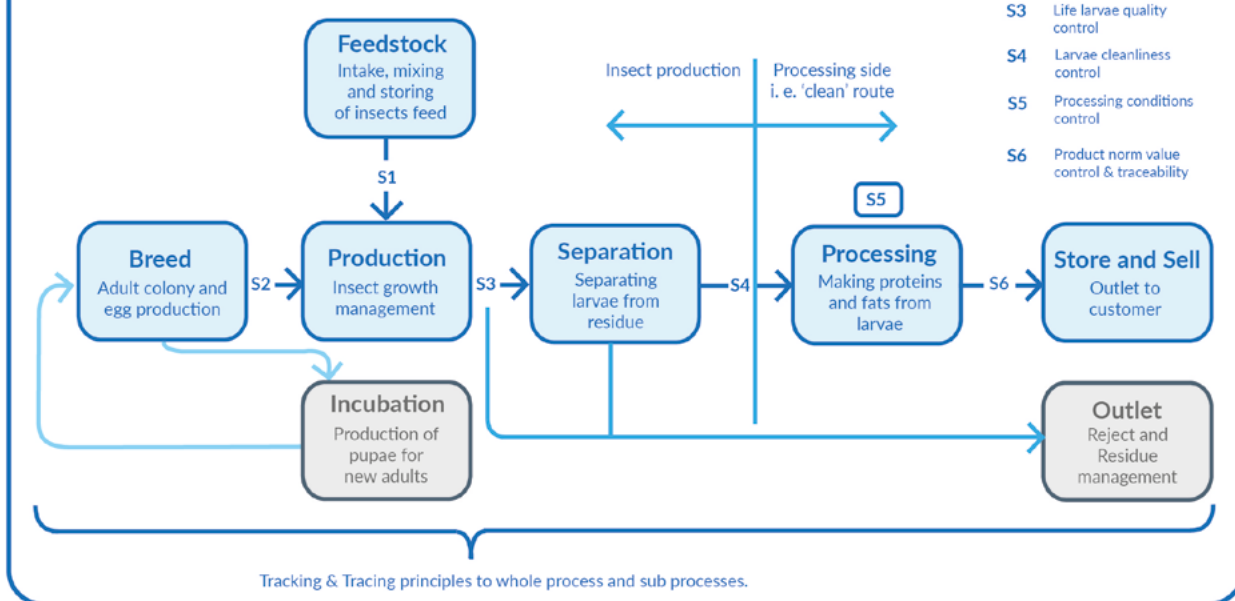 S3 Life larvae quality
control
S4 Larvae cleanliness
control
S5 Processing conditions
control
S6 Product norm value
control & traceability
Feedstock
Intake, mixing
and storing
of insects feed
Insect production
Processing side
i. e. ‘clean’ route
S1
S5
Breed
Adult colony and
egg production
S2
Production
Insect growth
management
S3
Separation
Separating
larvae from
residue
S4
Processing
Making proteins
and fats from
larvae
S6
Store and Sell
Outlet to
customer
Incubation
Production of
pupae for
new adults
Outlet
Reject and
Residue
management
Tracking & Tracing principles to whole process and sub processes.